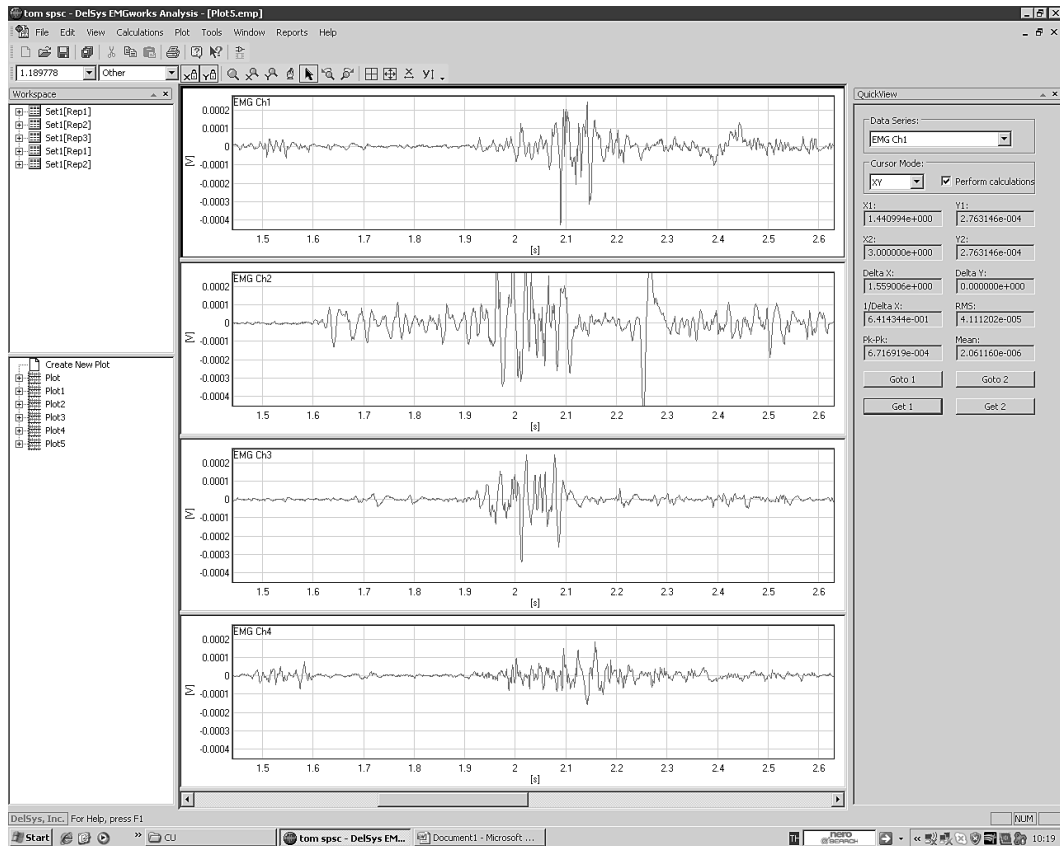 tom spsc - DelSys EMGworks Analysis - [Plot5.emp]
File Edit View Calculations Plot Tools Window Reports Help
1.189778 Other
Workspace
Set1[Rep1]
Set1[Rep2]
Set1[Rep3]
Set1[Rep1]
Set1[Rep2]
Create New Plot
Plot
Plot1
Plot2
Plot3
Plot4
Plot5
EMG Ch1
0.0002
0.0001
0
-0.0001
-0.0002
-0.0003
-0.0004
[V]
1.5 1.6 1.7 1.8 1.9 2 2.1 2.2 2.3 2.4 2.5 2.6
[s]
EMG Ch2
0.0002
0.0001
0
-0.0001
-0.0002
-0.0003
-0.0004
[V]
1.5 1.6 1.7 1.8 1.9 2 2.1 2.2 2.3 2.4 2.5 2.6
[s]
EMG Ch3
0.0002
0.0001
0
-0.0001
-0.0002
-0.0003
-0.0004
[V]
1.5 1.6 1.7 1.8 1.9 2 2.1 2.2 2.3 2.4 2.5 2.6
[s]
EMG Ch4
0.0002
0.0001
0
-0.0001
-0.0002
-0.0003
-0.0004
[V]
1.5 1.6 1.7 1.8 1.9 2 2.1 2.2 2.3 2.4 2.5 2.6
[s]
QuickView
Data Series:
EMG Ch1
Cursor Mode:
XY Perform calculations
X1: Y1:
1.440994e+000 2.763146e-004
X2: Y2:
3.000000e+000 2.763146e-004
Delta X: Delta Y:
1.559006e+000 0.000000e+000
1/Delta X: RMS:
6.414344e-001 4.111202e-005
Pk-Pk: Mean:
6.716919e-004 2.061160e-006
Goto 1 Goto 2
Get 1 Get 2
DelSys, Inc. For Help, press F1 NUM
Start » CU tom spsc - DelSys EM... Document1 - Microsoft ... TH nero SEARCH « 10:19